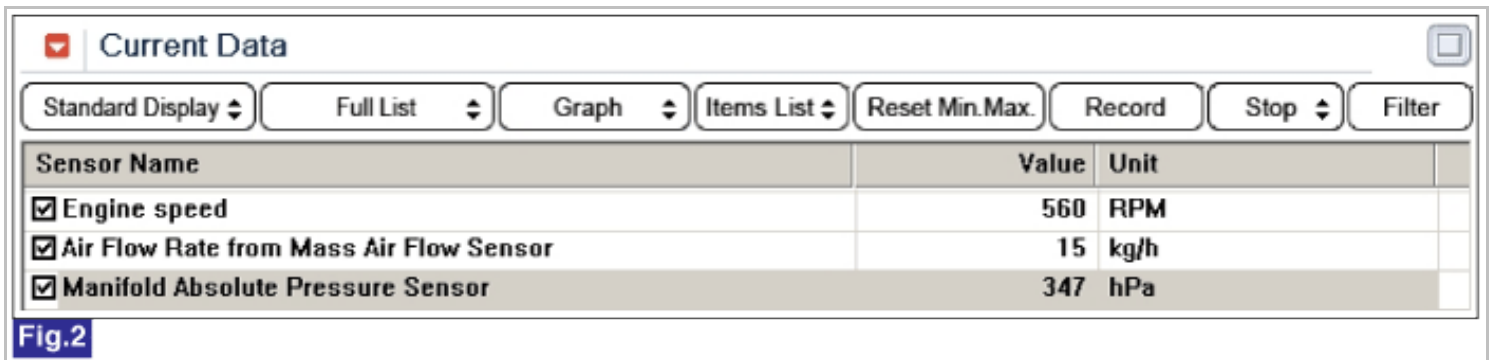 Current Data
Standard Display Full List Graph Items List Reset Min.Max. Record Stop Filter
Sensor Name Value Unit
Engine speed 560 RPM
Air Flow Rate from Mass Air Flow Sensor 15 kg/h
Manifold Absolute Pressure Sensor 347 hPa
Fig.2